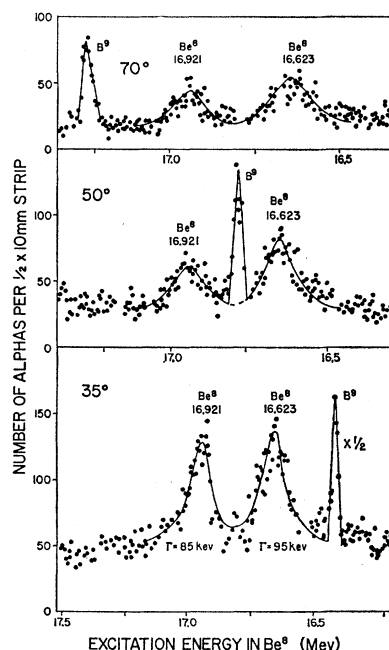 NUMBER OF ALPHAS PER 1/2 x 10mm STRIP
100
50
0
70°
B⁹
Be⁸
16,921
Be⁸
16,623
17,0
16,5
100
50
0
50°
Be⁸
16,921
B⁹
Be⁸
16,623
17,0
16,5
150
100
50
0
35°
Be⁸
16,921
Be⁸
16,623
B⁹
x 1/2
Γ = 85 kev
Γ = 95 kev
17.5
17.0
16.5
EXCITATION ENERGY IN Be⁸ (Mev)